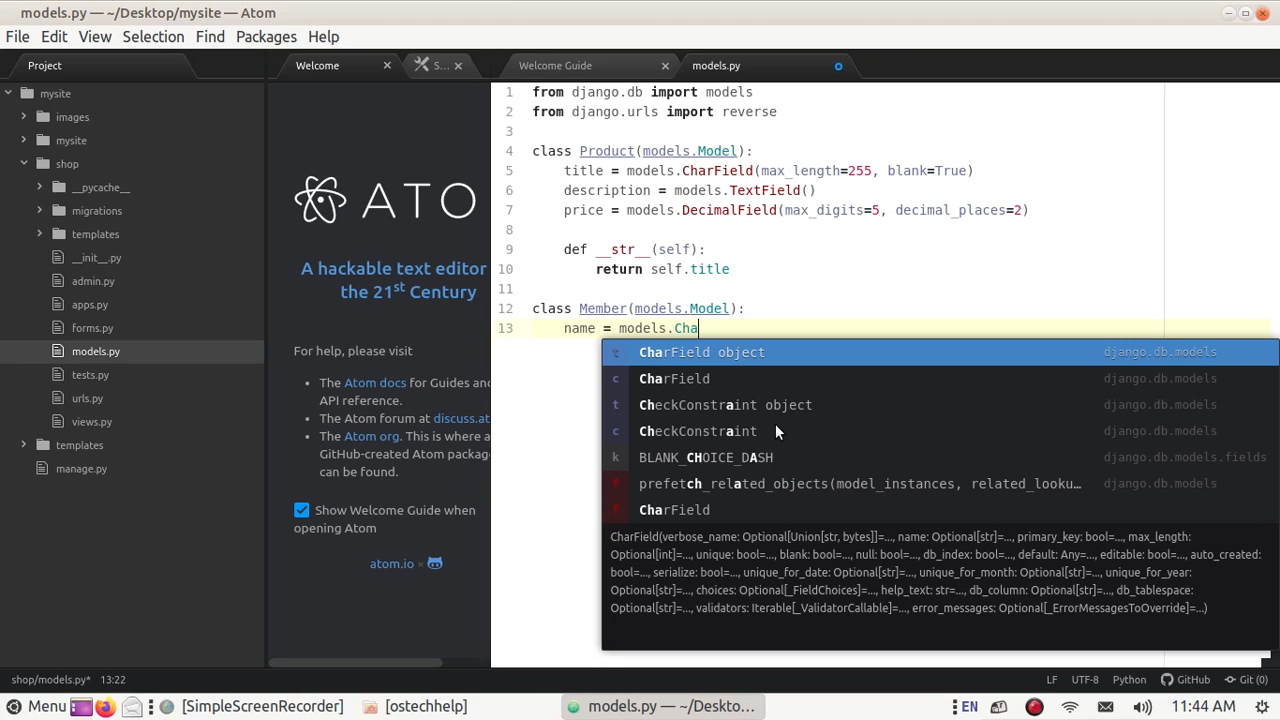 models.py — ~/Desktop/mysite — Atom
File Edit View Selection Find Packages Help
Project
Welcome
S...
Welcome Guide
models.py
mysite
images
mysite
shop
__pycache__
migrations
templates
__init__.py
admin.py
apps.py
forms.py
models.py
tests.py
urls.py
views.py
templates
manage.py
ATO
A hackable text editor
the 21st Century
For help, please visit
The Atom docs for Guides and
API reference.
The Atom forum at discuss.at
The Atom org. This is where a
GitHub-created Atom package
can be found.
Show Welcome Guide when
opening Atom
atom.io ×
1 from django.db import models
2 from django.urls import reverse
3
4 class Product(models.Model):
5 title = models.CharField(max_length=255, blank=True)
6 description = models.TextField()
7 price = models.DecimalField(max_digits=5, decimal_places=2)
8
9 def __str__(self):
10 return self.title
11
12 class Member(models.Model):
13 name = models.Cha
t CharField object django.db.models
c CharField django.db.models
t CheckConstraint object django.db.models
c CheckConstraint django.db.models
k BLANK_CHOICE_DASH django.db.models.fields
f prefetch_related_objects(model_instances, related_looku… django.db.models
f CharField
CharField(verbose_name: Optional[Union[str, bytes]]=..., name: Optional[str]=..., primary_key: bool=..., max_length:
Optional[int]=..., unique: bool=..., blank: bool=..., null: bool=..., db_index: bool=..., default: Any=..., editable: bool=..., auto_created:
bool=..., serialize: bool=..., unique_for_date: Optional[str]=..., unique_for_month: Optional[str]=..., unique_for_year:
Optional[str]=..., choices: Optional[_FieldChoices]=..., help_text: str=..., db_column: Optional[str]=..., db_tablespace:
Optional[str]=..., validators: Iterable[_ValidatorCallable]=..., error_messages: Optional[_ErrorMessagesToOverride]=...)
shop/models.py* 13:22
LF UTF-8 Python GitHub Git (0)
Menu [SimpleScreenRecorder] [ostechhelp] models.py — ~/Deskto... EN 11:44 AM